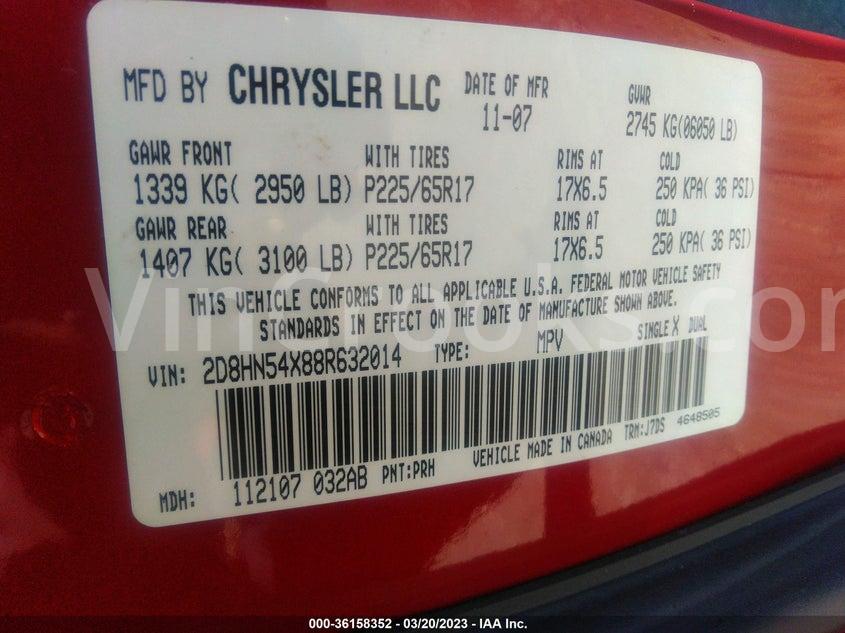 MFD BY CHRYSLER LLC DATE OF MFR GVWR
11-07 2745 KG(06050 LB)
GAWR FRONT WITH TIRES RIMS AT COLD
1339 KG( 2950 LB) P225/65R17 17X6.5 250 KPA( 36 PSI)
GAWR REAR WITH TIRES RIMS AT COLD
1407 KG( 3100 LB) P225/65R17 17X6.5 250 KPA( 36 PSI)
THIS VEHICLE CONFORMS TO ALL APPLICABLE U.S.A. FEDERAL MOTOR VEHICLE SAFETY
STANDARDS IN EFFECT ON THE DATE OF MANUFACTURE SHOWN ABOVE.
VIN: 2D8HN54X88R632014 TYPE: MPV SINGLE X DUAL
VEHICLE MADE IN CANADA TRM:J7DS 4648505
MDH: 112107 032AB PNT:PRH
VinCrooks.com
000-36158352 - 03/20/2023 - IAA Inc.